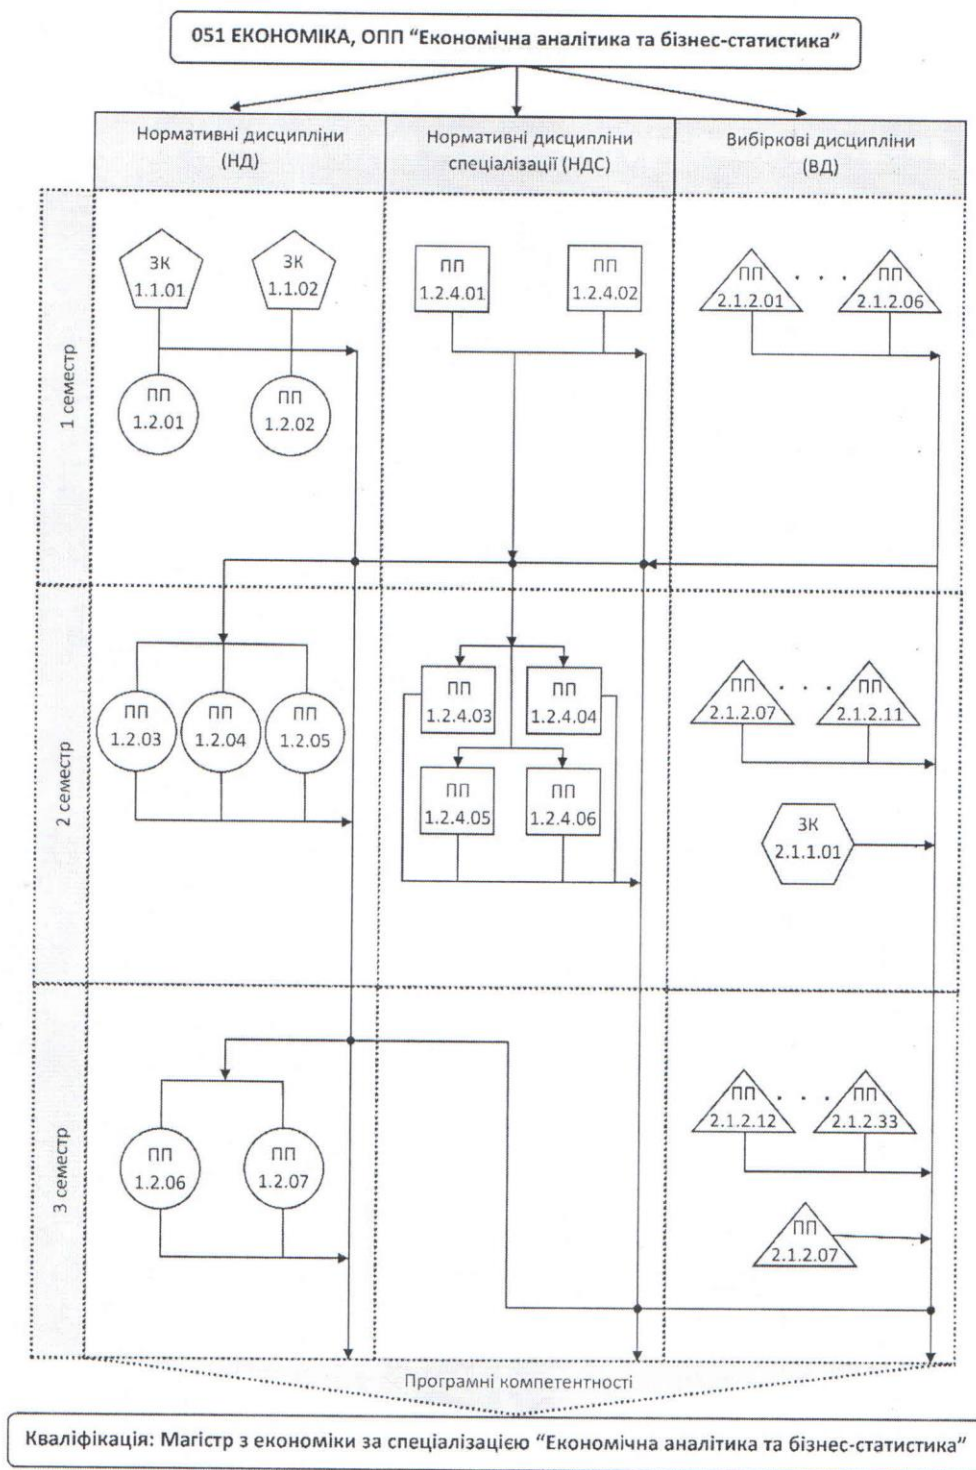 051 ЕКОНОМІКА, ОПП “Економічна аналітика та бізнес-статистика”
Нормативні дисципліни
(НД)
Нормативні дисципліни
спеціалізації (НДС)
Вибіркові дисципліни
(ВД)
1 семестр
ЗК
1.1.01
ЗК
1.1.02
ПП
1.2.01
ПП
1.2.02
ПП
1.2.4.01
ПП
1.2.4.02
ПП
2.1.2.01
. . .
ПП
2.1.2.06
2 семестр
ПП
1.2.03
ПП
1.2.04
ПП
1.2.05
ПП
1.2.4.03
ПП
1.2.4.04
ПП
1.2.4.05
ПП
1.2.4.06
ПП
2.1.2.07
. . .
ПП
2.1.2.11
ЗК
2.1.1.01
3 семестр
ПП
1.2.06
ПП
1.2.07
ПП
2.1.2.12
. . .
ПП
2.1.2.33
ПП
2.1.2.07
Програмні компетентності
Кваліфікація: Магістр з економіки за спеціалізацією “Економічна аналітика та бізнес-статистика”